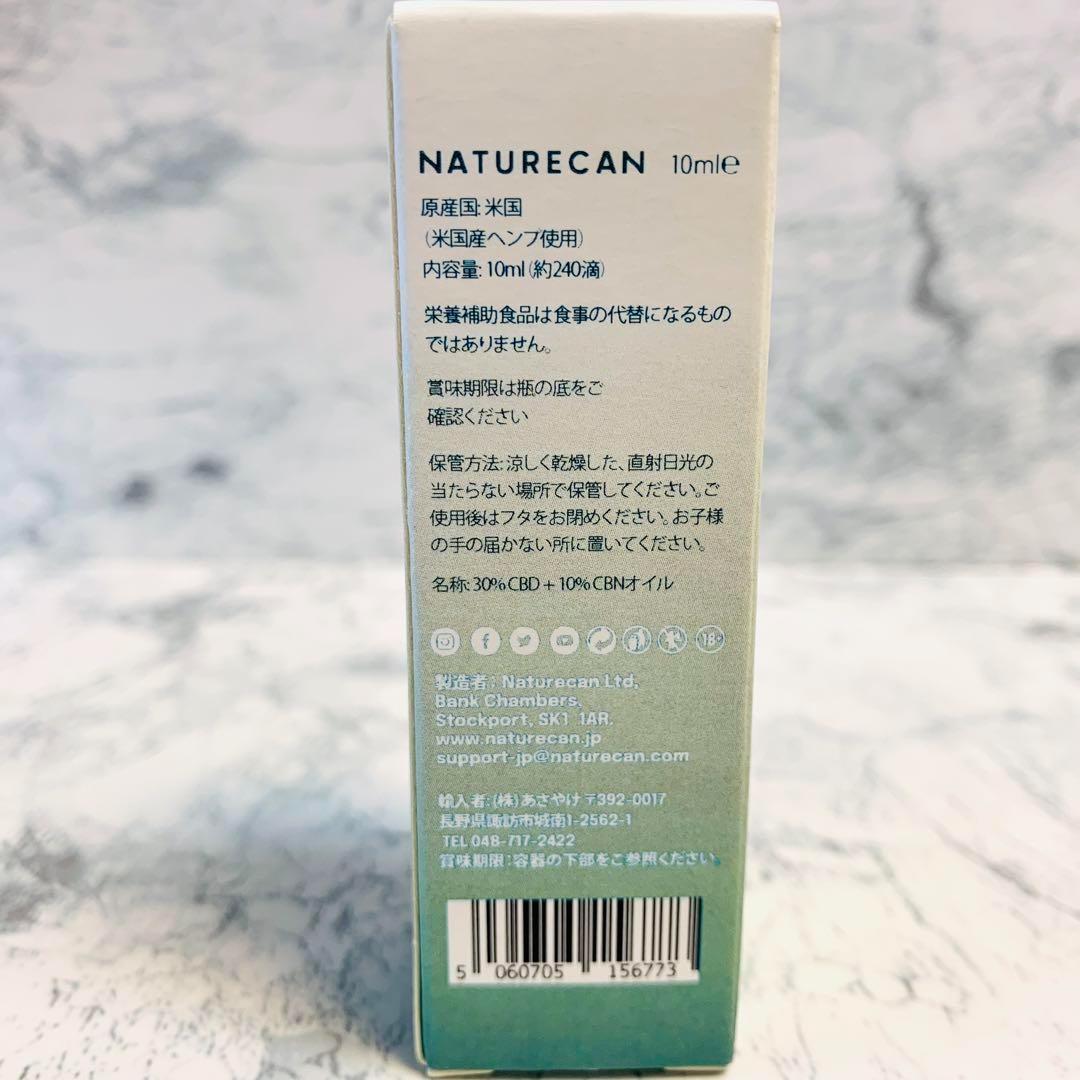 NATURECAN 10ml℮
原産国: 米国
(米国産ヘンプ使用)
内容量: 10ml (約240滴)
栄養補助食品は食事の代替になるもの
ではありません。
賞味期限は瓶の底をご
確認ください
保管方法: 涼しく乾燥した、直射日光の
当たらない場所で保管してください。ご
使用後はフタをお閉めください。お子様
の手の届かない所に置いてください。
名称: 30% CBD + 10% CBNオイル
18+
製造者: Naturecan Ltd,
Bank Chambers,
Stockport, SK1 1AR.
www.naturecan.jp
support-jp@naturecan.com
輸入者: (株)あさやけ 〒392-0017
長野県諏訪市城南1-2562-1
TEL 048-717-2422
賞味期限: 容器の下部をご参照ください。
5 060705 156773